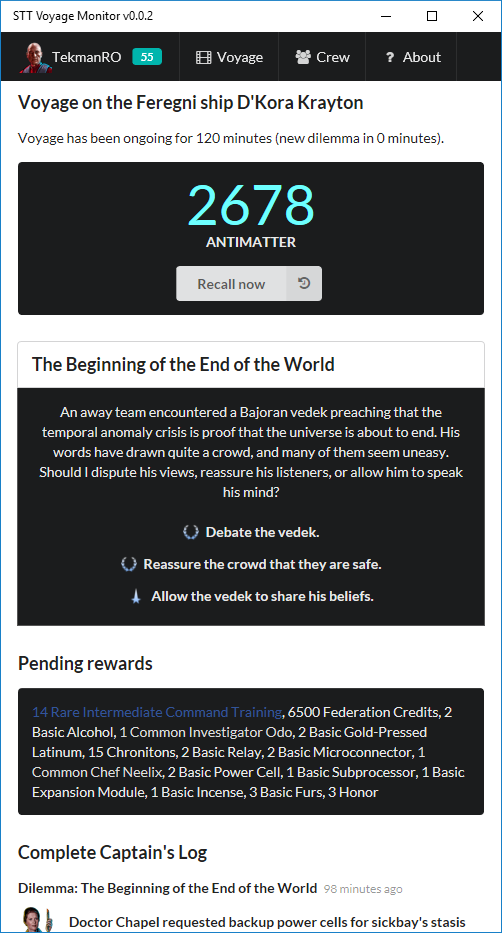 STT Voyage Monitor v0.0.2
TekmanRO 55 Voyage Crew ? About
Voyage on the Feregni ship D'Kora Krayton
Voyage has been ongoing for 120 minutes (new dilemma in 0 minutes).
2678
ANTIMATTER
Recall now
The Beginning of the End of the World
An away team encountered a Bajoran vedek preaching that the
temporal anomaly crisis is proof that the universe is about to end. His
words have drawn quite a crowd, and many of them seem uneasy.
Should I dispute his views, reassure his listeners, or allow him to speak
his mind?
Debate the vedek.
Reassure the crowd that they are safe.
Allow the vedek to share his beliefs.
Pending rewards
14 Rare Intermediate Command Training, 6500 Federation Credits, 2
Basic Alcohol, 1 Common Investigator Odo, 2 Basic Gold-Pressed
Latinum, 15 Chronitons, 2 Basic Relay, 2 Basic Microconnector, 1
Common Chef Neelix, 2 Basic Power Cell, 1 Basic Subprocessor, 1 Basic
Expansion Module, 1 Basic Incense, 3 Basic Furs, 3 Honor
Complete Captain's Log
Dilemma: The Beginning of the End of the World 98 minutes ago
Doctor Chapel requested backup power cells for sickbay's stasis